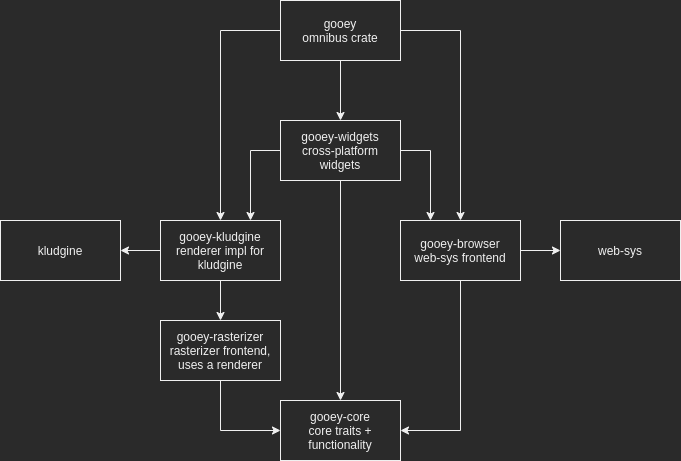 gooey
omnibus crate
gooey-widgets
cross-platform
widgets
kludgine
gooey-kludgine
renderer impl for
kludgine
gooey-browser
web-sys frontend
web-sys
gooey-rasterizer
rasterizer frontend,
uses a renderer
gooey-core
core traits +
functionality